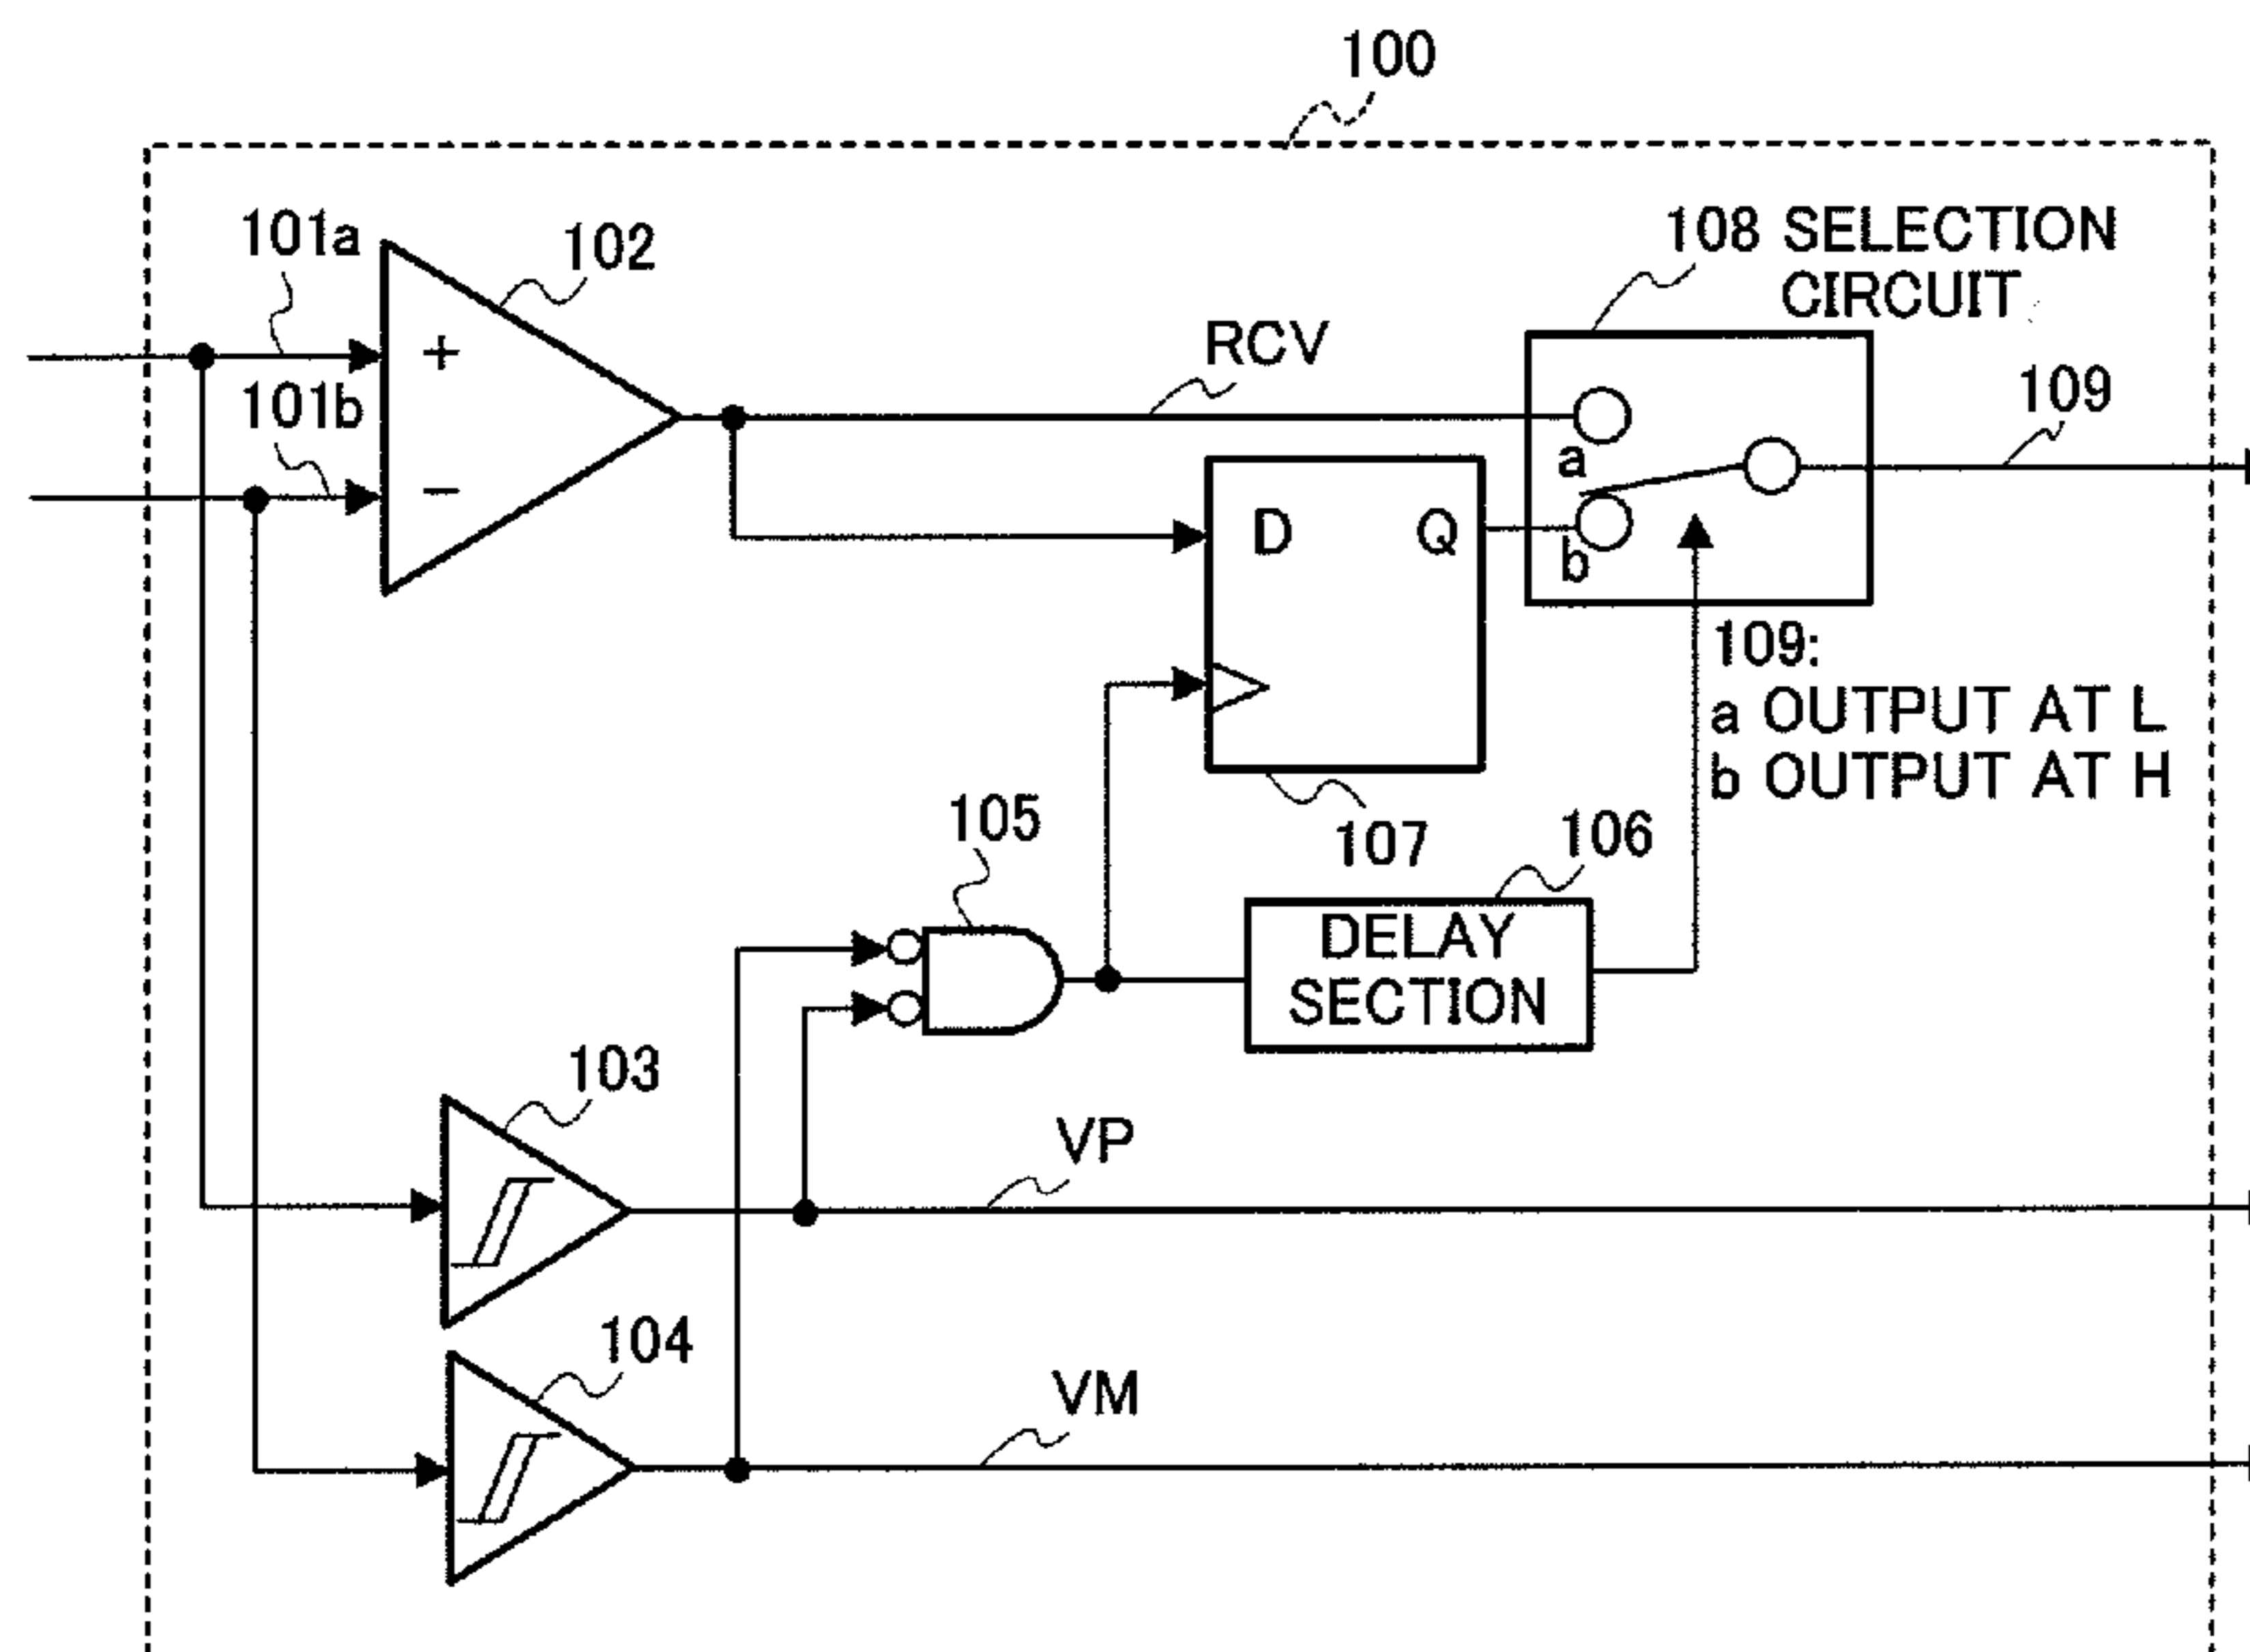 100
101a
102
108 SELECTION
CIRCUIT
+
RCV
109
101b
a
−
D
Q
b
109:
a OUTPUT AT L
b OUTPUT AT H
105
107
106
DELAY
SECTION
103
VP
104
VM